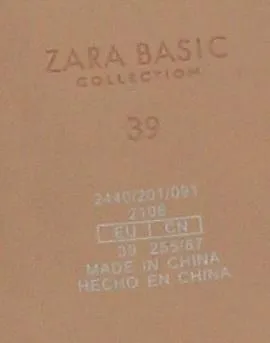 ZARA BASIC
COLLECTION
39
2440/201/091
2108
EU | CN
39 255/87
MADE IN CHINA
HECHO EN CHINA